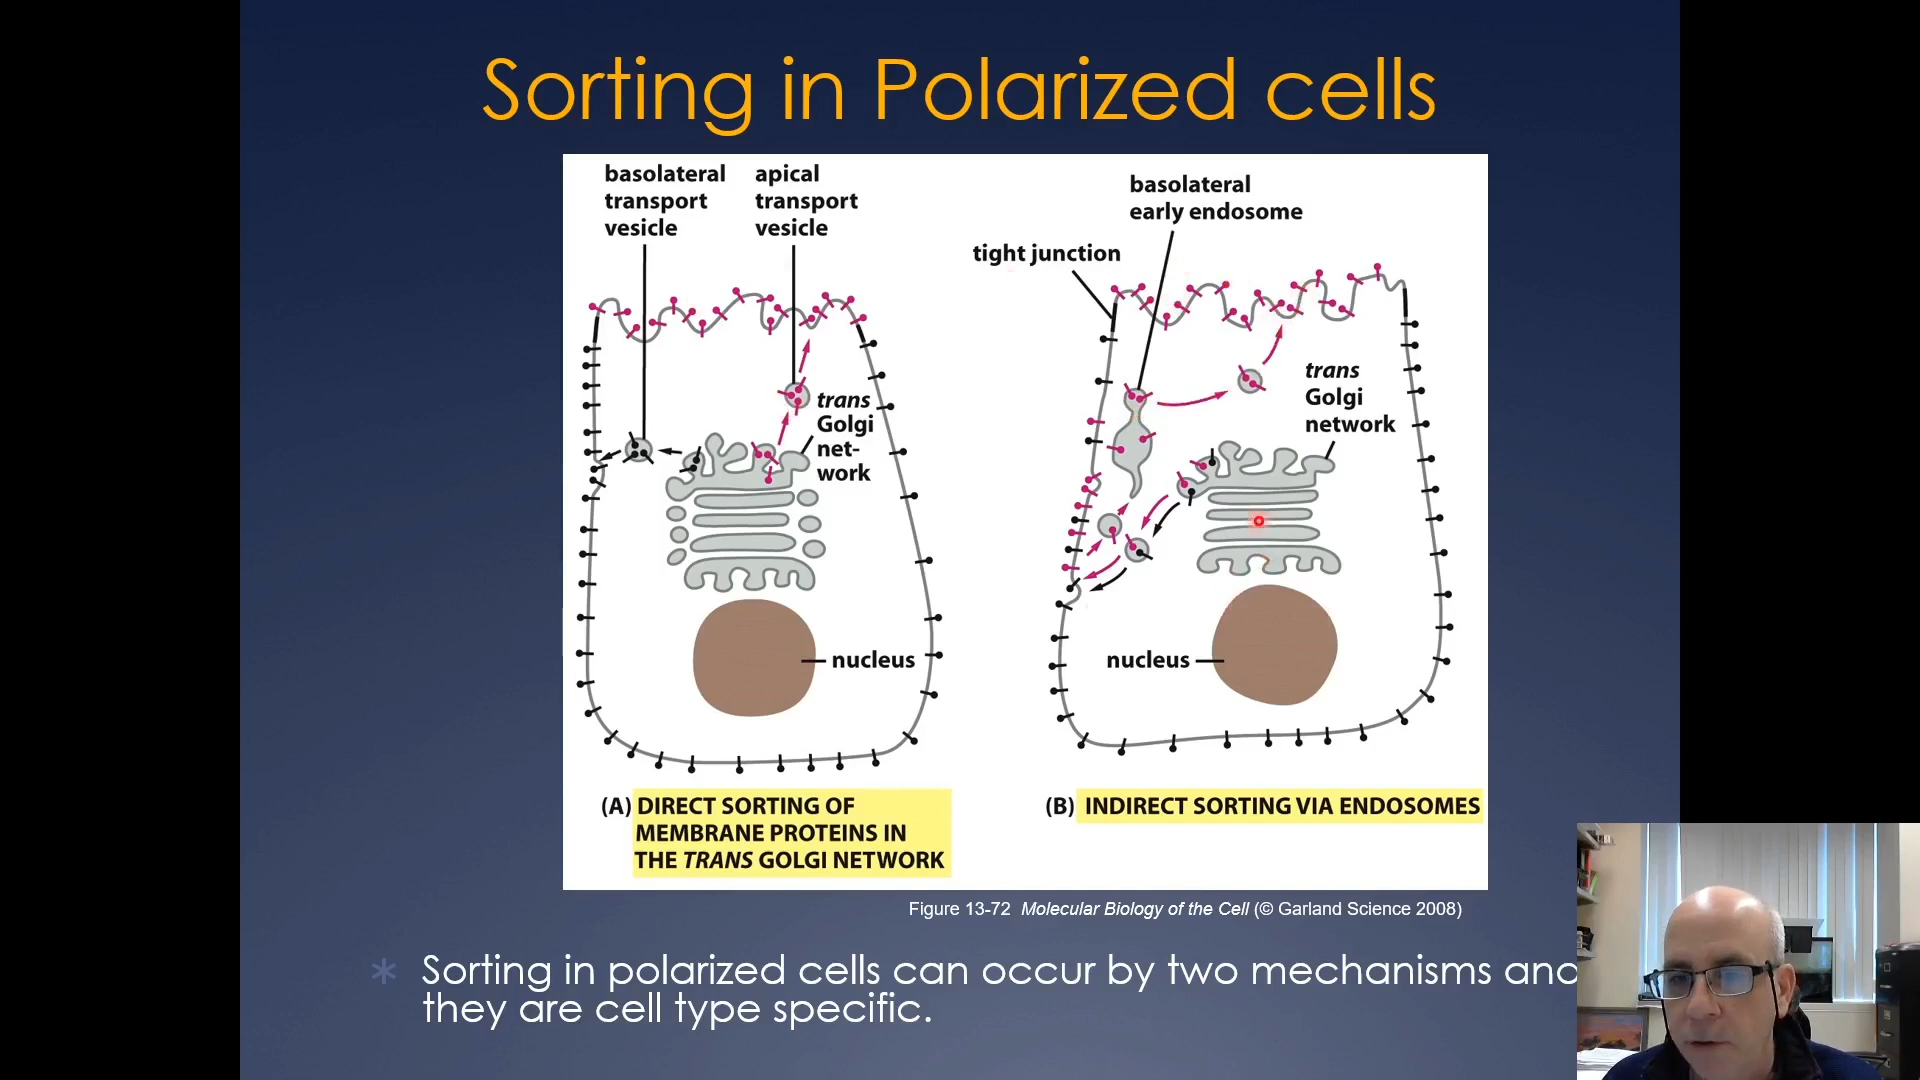 Sorting in Polarized cells
basolateral
transport
vesicle
apical
transport
vesicle
trans
Golgi
net-
work
nucleus
(A) DIRECT SORTING OF
MEMBRANE PROTEINS IN
THE TRANS GOLGI NETWORK
basolateral
early endosome
tight junction
trans
Golgi
network
nucleus
(B) INDIRECT SORTING VIA ENDOSOMES
Figure 13-72 Molecular Biology of the Cell (© Garland Science 2008)
Sorting in polarized cells can occur by two mechanisms and
they are cell type specific.